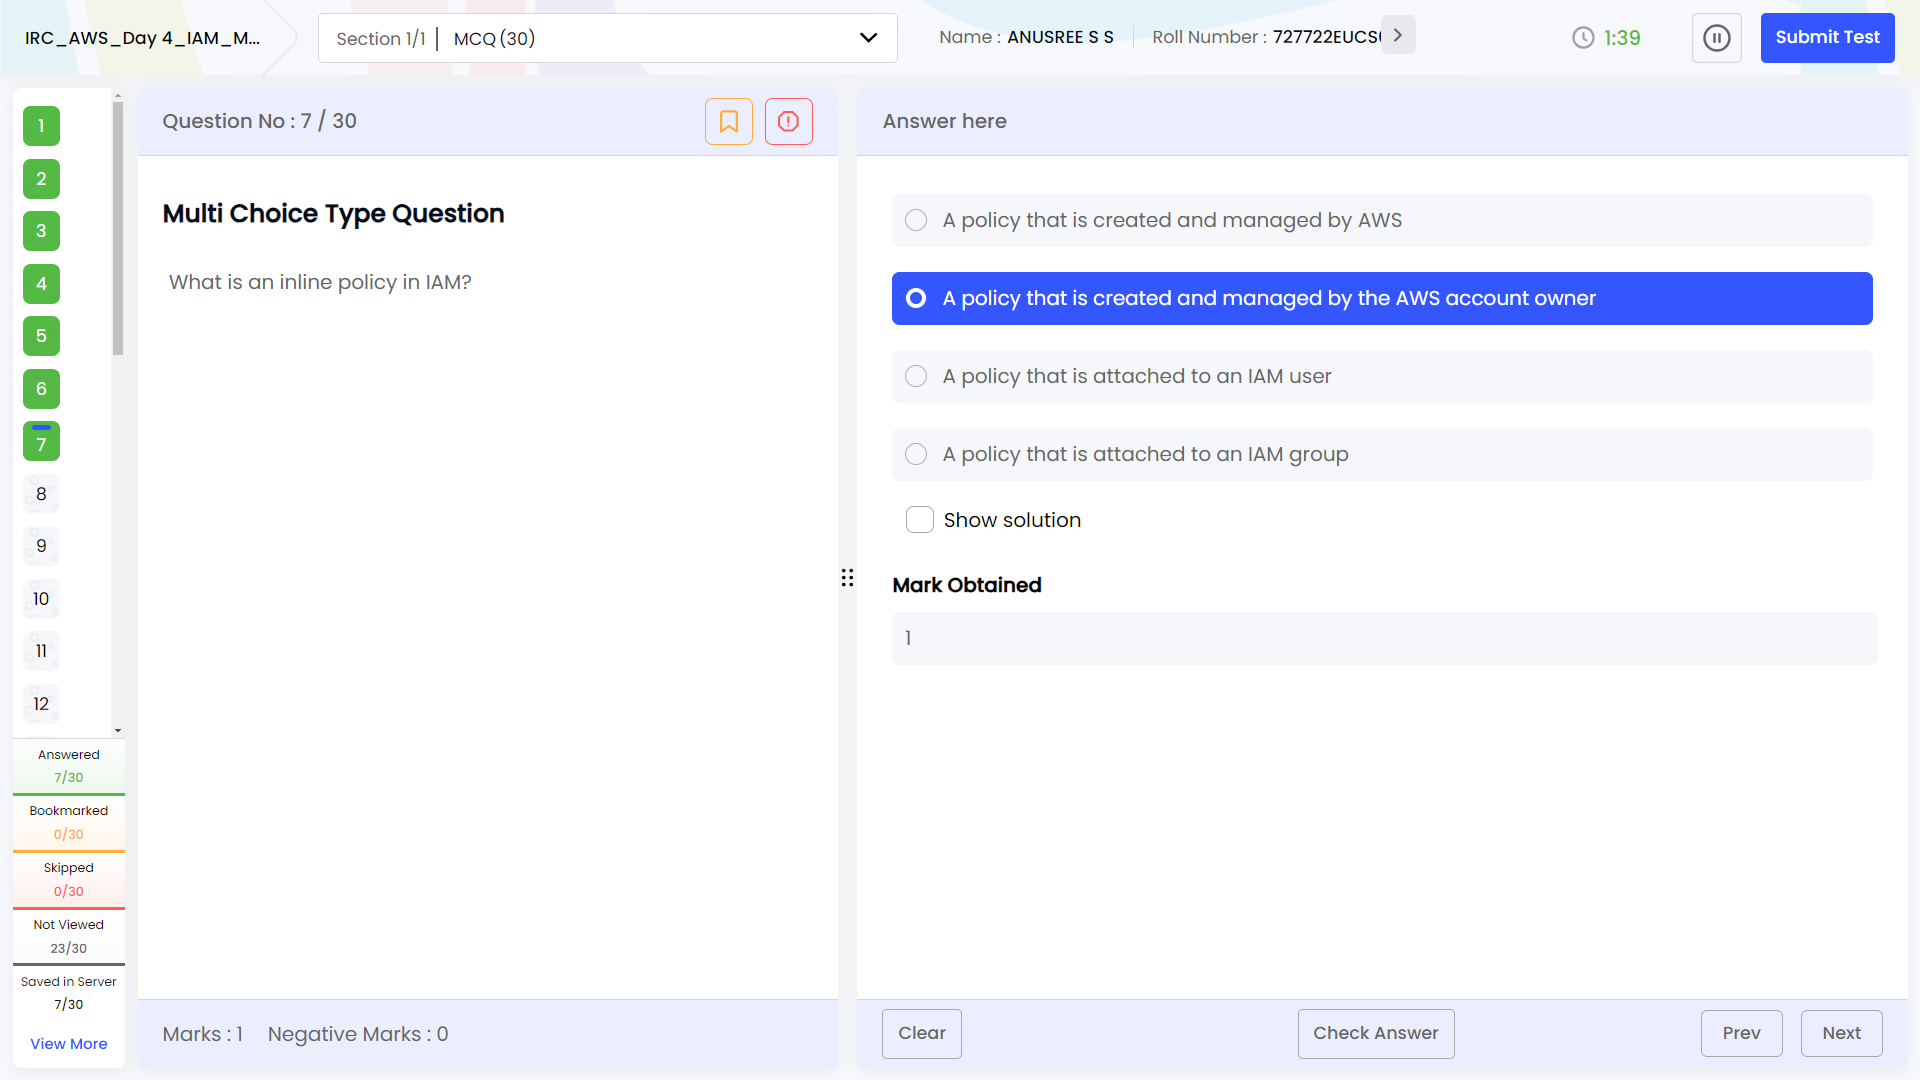 IRC_AWS_Day 4_IAM_M...
Section 1/1 | MCQ (30)
Name : ANUSREE S S
Roll Number : 727722EUCS
1:39
Submit Test
1
2
3
4
5
6
7
8
9
10
11
12
Answered
7/30
Bookmarked
0/30
Skipped
0/30
Not Viewed
23/30
Saved in Server
7/30
View More
Question No : 7 / 30
Multi Choice Type Question
What is an inline policy in IAM?
Marks : 1 Negative Marks : 0
Answer here
A policy that is created and managed by AWS
A policy that is created and managed by the AWS account owner
A policy that is attached to an IAM user
A policy that is attached to an IAM group
Show solution
Mark Obtained
1
Clear
Check Answer
Prev
Next